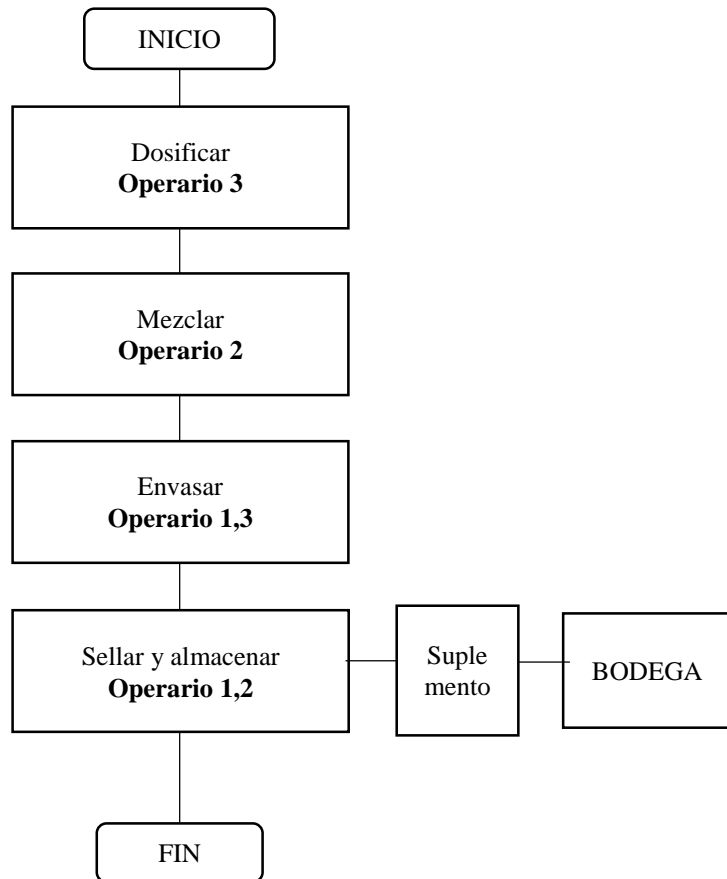 INICIO
Dosificar
Operario 3
Mezclar
Operario 2
Envasar
Operario 1,3
Sellar y almacenar
Operario 1,2
Suple
mento
BODEGA
FIN